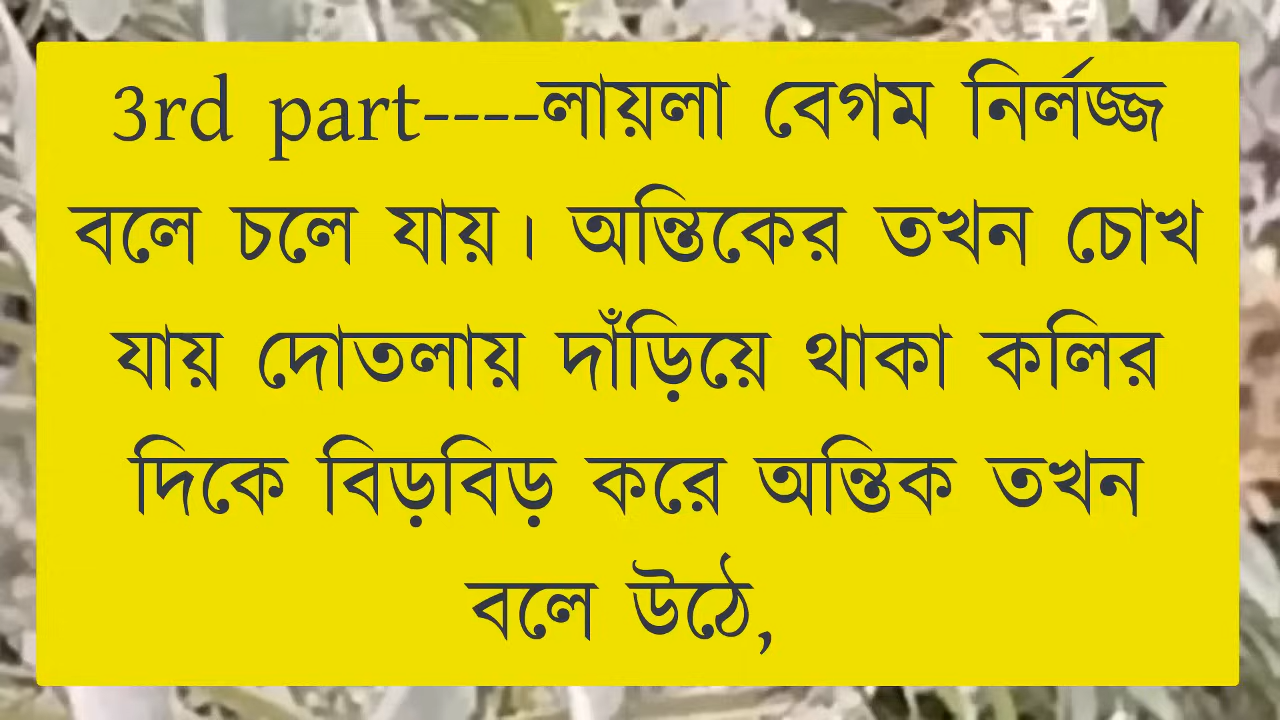 3rd part----লায়লা বেগম নির্লজ্জ
বলে চলে যায়। অন্তিকের তখন চোখ
যায় দোতলায় দাঁড়িয়ে থাকা কলির
দিকে বিড়বিড় করে অন্তিক তখন
বলে উঠে,